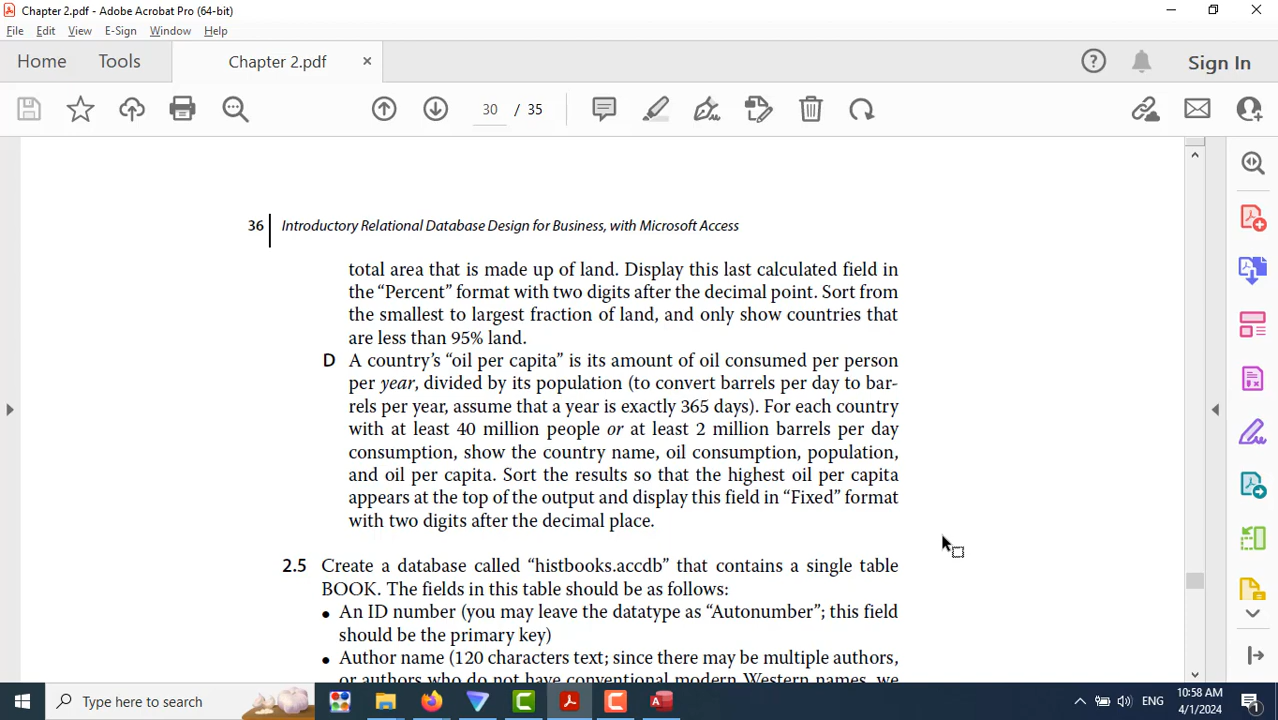 Chapter 2.pdf - Adobe Acrobat Pro (64-bit)
File Edit View E-Sign Window Help
Home Tools Chapter 2.pdf × Sign In
30 / 35
36 Introductory Relational Database Design for Business, with Microsoft Access
total area that is made up of land. Display this last calculated field in
the “Percent” format with two digits after the decimal point. Sort from
the smallest to largest fraction of land, and only show countries that
are less than 95% land.
D A country’s “oil per capita” is its amount of oil consumed per person
per year, divided by its population (to convert barrels per day to bar-
rels per year, assume that a year is exactly 365 days). For each country
with at least 40 million people or at least 2 million barrels per day
consumption, show the country name, oil consumption, population,
and oil per capita. Sort the results so that the highest oil per capita
appears at the top of the output and display this field in “Fixed” format
with two digits after the decimal place.
2.5 Create a database called “histbooks.accdb” that contains a single table
BOOK. The fields in this table should be as follows:
• An ID number (you may leave the datatype as “Autonumber”; this field
should be the primary key)
• Author name (120 characters text; since there may be multiple authors,
or authors who do not have conventional modern Western names, we
Type here to search
ENG
10:58 AM
4/1/2024
1